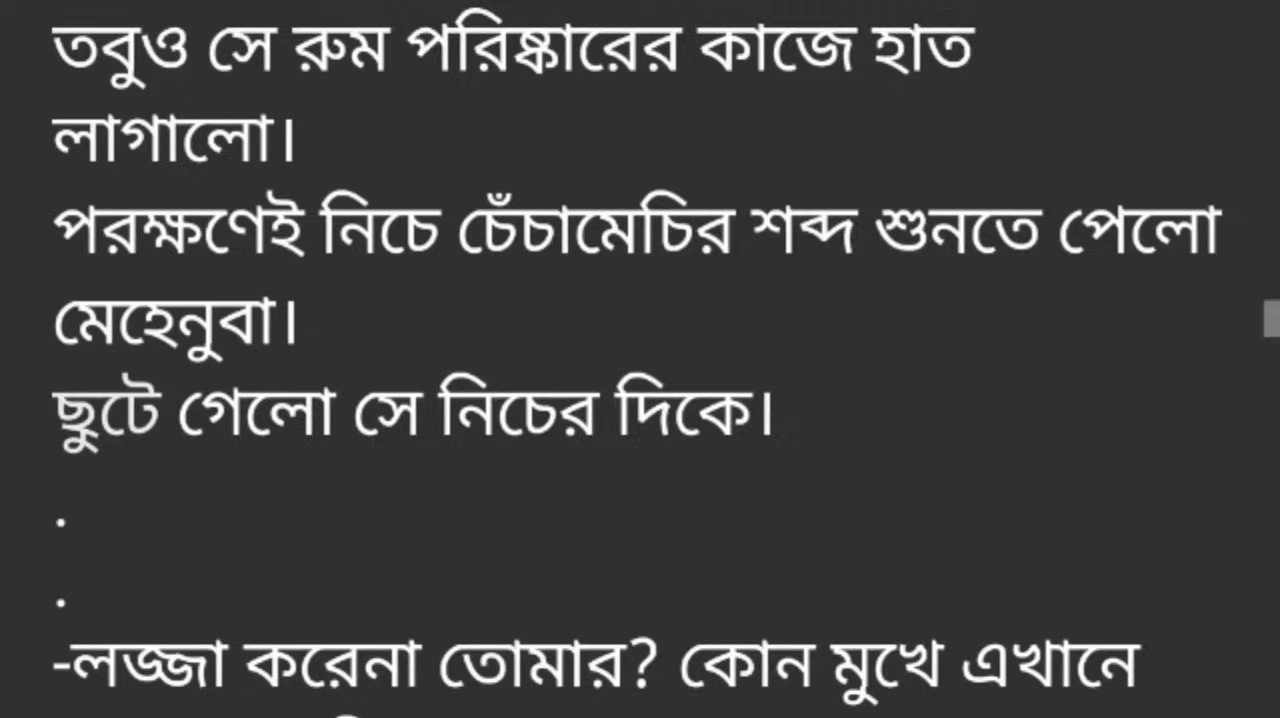 তবুও সে রুম পরিষ্কারের কাজে হাত
লাগালো।
পরক্ষণেই নিচে চেঁচামেচির শব্দ শুনতে পেলো
মেহেনুবা।
ছুটে গেলো সে নিচের দিকে।
.
.
-লজ্জা করেনা তোমার? কোন মুখে এখানে